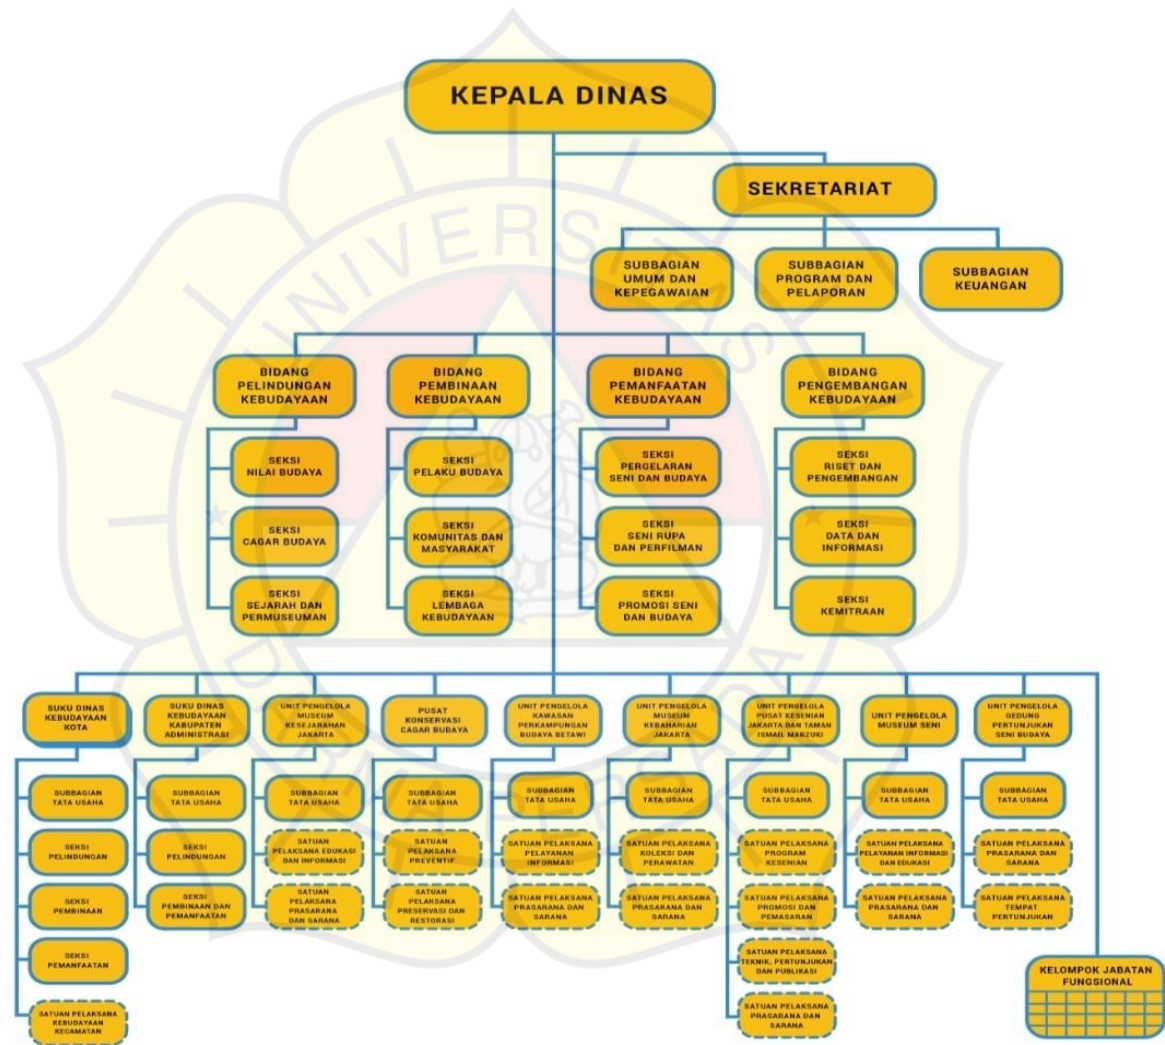 KEPALA DINAS
SEKRETARIAT
SUBBAGIAN
UMUM DAN
KEPEGAWAIAN
SUBBAGIAN
PROGRAM DAN
PELAPORAN
SUBBAGIAN
KEUANGAN
BIDANG
PELINDUNGAN
KEBUDAYAAN
SEKSI
NILAI BUDAYA
SEKSI
CAGAR BUDAYA
SEKSI
SEJARAH DAN
PERMUSEUMAN
BIDANG
PEMBINAAN
KEBUDAYAAN
SEKSI
PELAKU BUDAYA
SEKSI
KOMUNITAS DAN
MASYARAKAT
SEKSI
LEMBAGA
KEBUDAYAAN
BIDANG
PEMANFAATAN
KEBUDAYAAN
SEKSI
PERGELARAN
SENI DAN BUDAYA
SEKSI
SENI RUPA
DAN PERFILMAN
SEKSI
PROMOSI SENI
DAN BUDAYA
BIDANG
PENGEMBANGAN
KEBUDAYAAN
SEKSI
RISET DAN
PENGEMBANGAN
SEKSI
DATA DAN
INFORMASI
SEKSI
KEMITRAAN
SUKU DINAS
KEBUDAYAAN
KOTA
SUBBAGIAN
TATA USAHA
SEKSI
PELINDUNGAN
SEKSI
PEMBINAAN
SEKSI
PEMANFAATAN
SATUAN PELAKSANA
KEBUDAYAAN
KECAMATAN
SUKU DINAS
KEBUDAYAAN
KABUPATEN
ADMINISTRASI
SUBBAGIAN
TATA USAHA
SEKSI
PELINDUNGAN
SEKSI
PEMBINAAN DAN
PEMANFAATAN
UNIT PENGELOLA
MUSEUM
KESEJARAHAN
JAKARTA
SUBBAGIAN
TATA USAHA
SATUAN
PELAKSANA EDUKASI
DAN INFORMASI
SATUAN
PELAKSANA
PRASARANA
DAN SARANA
PUSAT
KONSERVASI
CAGAR BUDAYA
SUBBAGIAN
TATA USAHA
SATUAN
PELAKSANA
PREVENTIF
SATUAN
PELAKSANA
PRESERVASI DAN
RESTORASI
UNIT PENGELOLA
KAWASAN
PERKAMPUNGAN
BUDAYA BETAWI
SUBBAGIAN
TATA USAHA
SATUAN PELAKSANA
PELAYANAN
INFORMASI
SATUAN PELAKSANA
PRASARANA DAN
SARANA
UNIT PENGELOLA
MUSEUM
KEBAHARIAN
JAKARTA
SUBBAGIAN
TATA USAHA
SATUAN PELAKSANA
KOLEKSI DAN
PERAWATAN
SATUAN PELAKSANA
PRASARANA DAN
SARANA
UNIT PENGELOLA
PUSAT KESENIAN
JAKARTA DAN TAMAN
ISMAIL MARZUKI
SUBBAGIAN
TATA USAHA
SATUAN PELAKSANA
PROGRAM
KESENIAN
SATUAN PELAKSANA
PROMOSI DAN
PEMASARAN
SATUAN PELAKSANA
TEKNIK, PERTUNJUKAN
DAN PUBLIKASI
SATUAN PELAKSANA
PRASARANA DAN
SARANA
UNIT PENGELOLA
MUSEUM SENI
SUBBAGIAN
TATA USAHA
SATUAN PELAKSANA
PELAYANAN INFORMASI
DAN EDUKASI
SATUAN PELAKSANA
PRASARANA DAN
SARANA
UNIT PENGELOLA
GEDUNG
PERTUNJUKAN
SENI BUDAYA
SUBBAGIAN
TATA USAHA
SATUAN PELAKSANA
PRASARANA DAN
SARANA
SATUAN PELAKSANA
TEMPAT
PERTUNJUKAN
KELOMPOK JABATAN
FUNGSIONAL
UNIVERSITAS
DARMA PERSADA